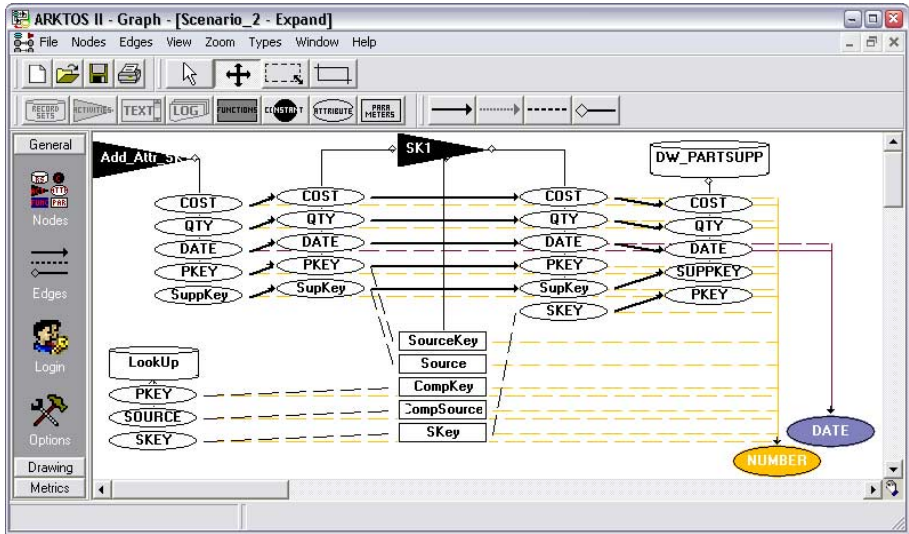 ARKTOS II - Graph - [Scenario_2 - Expand]
File Nodes Edges View Zoom Types Window Help
RECORD SETS ACTIVITIES TEXT LOG FUNCTIONS CONSTANT ATTRIBUTE PARA METERS
General
Nodes
Edges
Login
Options
Drawing
Metrics
Add_Attr_SK
SK1
DW_PARTSUPP
COST COST COST COST
QTY QTY QTY QTY
DATE DATE DATE DATE
PKEY PKEY PKEY SUPPKEY
SuppKey SupKey SupKey PKEY
SKEY
SourceKey
Source
CompKey
CompSource
SKey
LookUp
PKEY
SOURCE
SKEY
DATE
NUMBER